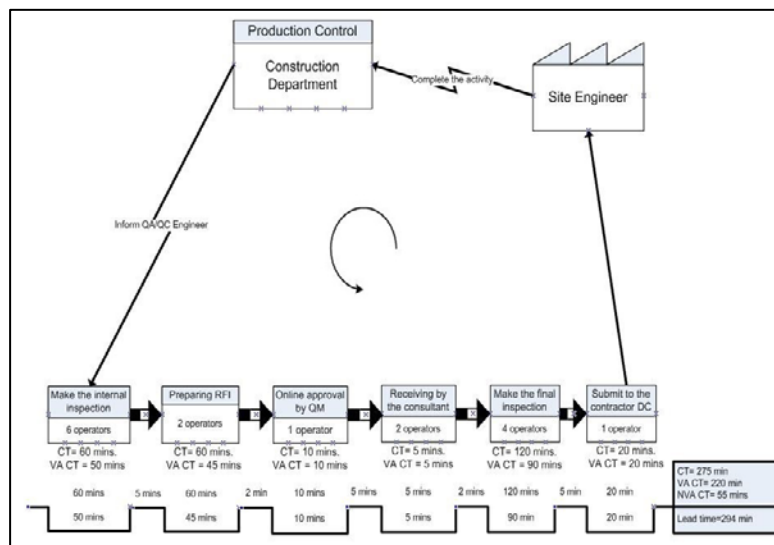 Production Control
Construction
Department
Complete the activity
Site Engineer
Inform QA/QC Engineer
Make the internal
inspection
6 operators
CT= 60 mins.
VA CT = 50 mins
Preparing RFI
2 operators
CT= 60 mins.
VA CT = 45 mins
Online approval
by QM
1 operator
CT= 10 mins.
VA CT = 10 mins
Receiving by
the consultant
2 operators
CT= 5 mins.
VA CT = 5 mins
Make the final
inspection
4 operators
CT= 120 mins.
VA CT = 90 mins
Submit to the
contractor DC
1 operator
CT= 20 mins.
VA CT = 20 mins
60 mins
5 mins
60 mins
2 min
10 mins
5 mins
5 mins
2 mins
120 mins
5 min
20 min
50 mins
45 mins
10 mins
5 mins
90 min
20 min
CT= 275 min
VA CT= 220 min
NVA CT= 55 mins
Lead time=294 min